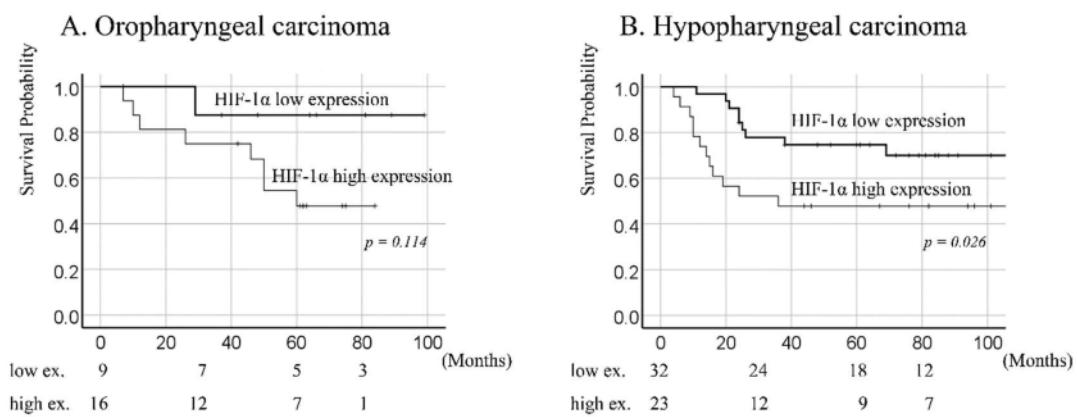 A. Oropharyngeal carcinoma
Survival Probability
1.0
0.8
0.6
0.4
0.2
0.0
HIF-1α low expression
HIF-1α high expression
p = 0.114
0 20 40 60 80 100
(Months)
low ex. 9 7 5 3
high ex. 16 12 7 1
B. Hypopharyngeal carcinoma
Survival Probability
1.0
0.8
0.6
0.4
0.2
0.0
HIF-1α low expression
HIF-1α high expression
p = 0.026
0 20 40 60 80 100
(Months)
low ex. 32 24 18 12
high ex. 23 12 9 7